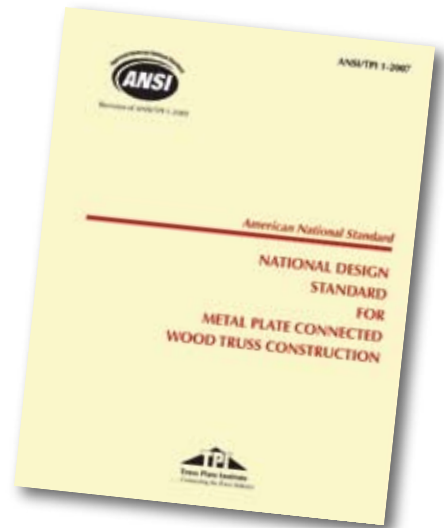 ANSI/TPI 1-2007
ANSI
American National Standard
NATIONAL DESIGN
STANDARD
FOR
METAL PLATE CONNECTED
WOOD TRUSS CONSTRUCTION
TPI
Truss Plate Institute